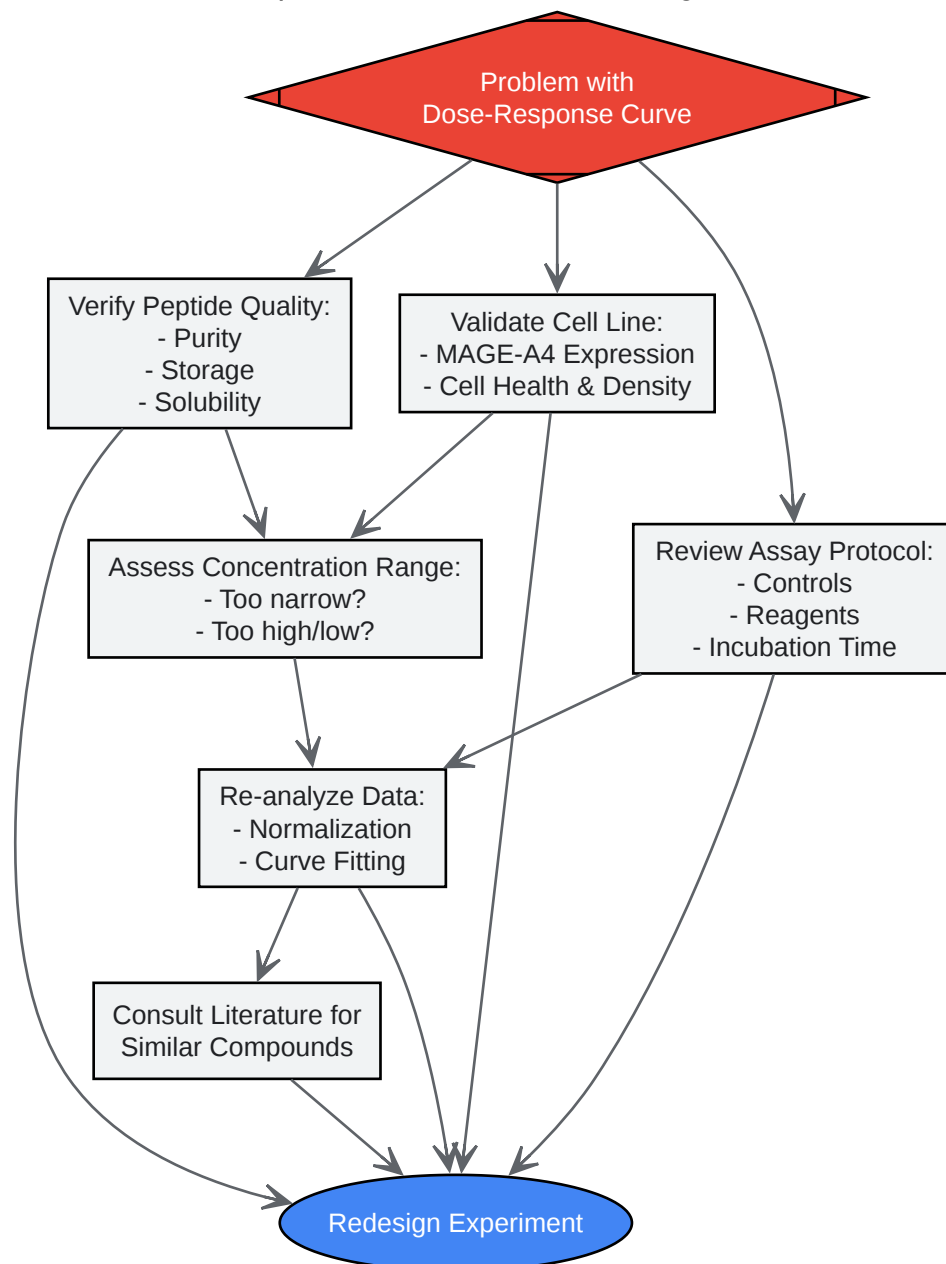 Problem with
Dose-Response Curve
Verify Peptide Quality:
- Purity
- Storage
- Solubility
Validate Cell Line:
- MAGE-A4 Expression
- Cell Health & Density
Assess Concentration Range:
- Too narrow?
- Too high/low?
Review Assay Protocol:
- Controls
- Reagents
- Incubation Time
Re-analyze Data:
- Normalization
- Curve Fitting
Consult Literature for
Similar Compounds
Redesign Experiment